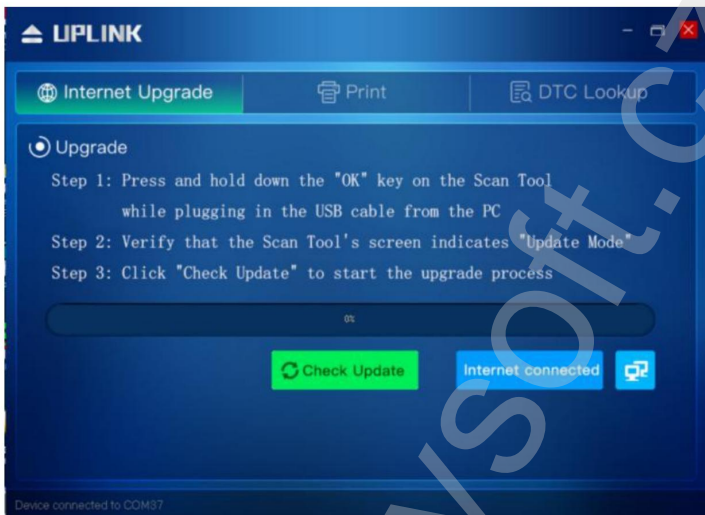 UPLINK
Internet Upgrade
Print
DTC Lookup
Upgrade
Step 1: Press and hold down the "OK" key on the Scan Tool
while plugging in the USB cable from the PC
Step 2: Verify that the Scan Tool's screen indicates "Update Mode"
Step 3: Click "Check Update" to start the upgrade process
0%
Check Update
Internet connected
Device connected to COM37